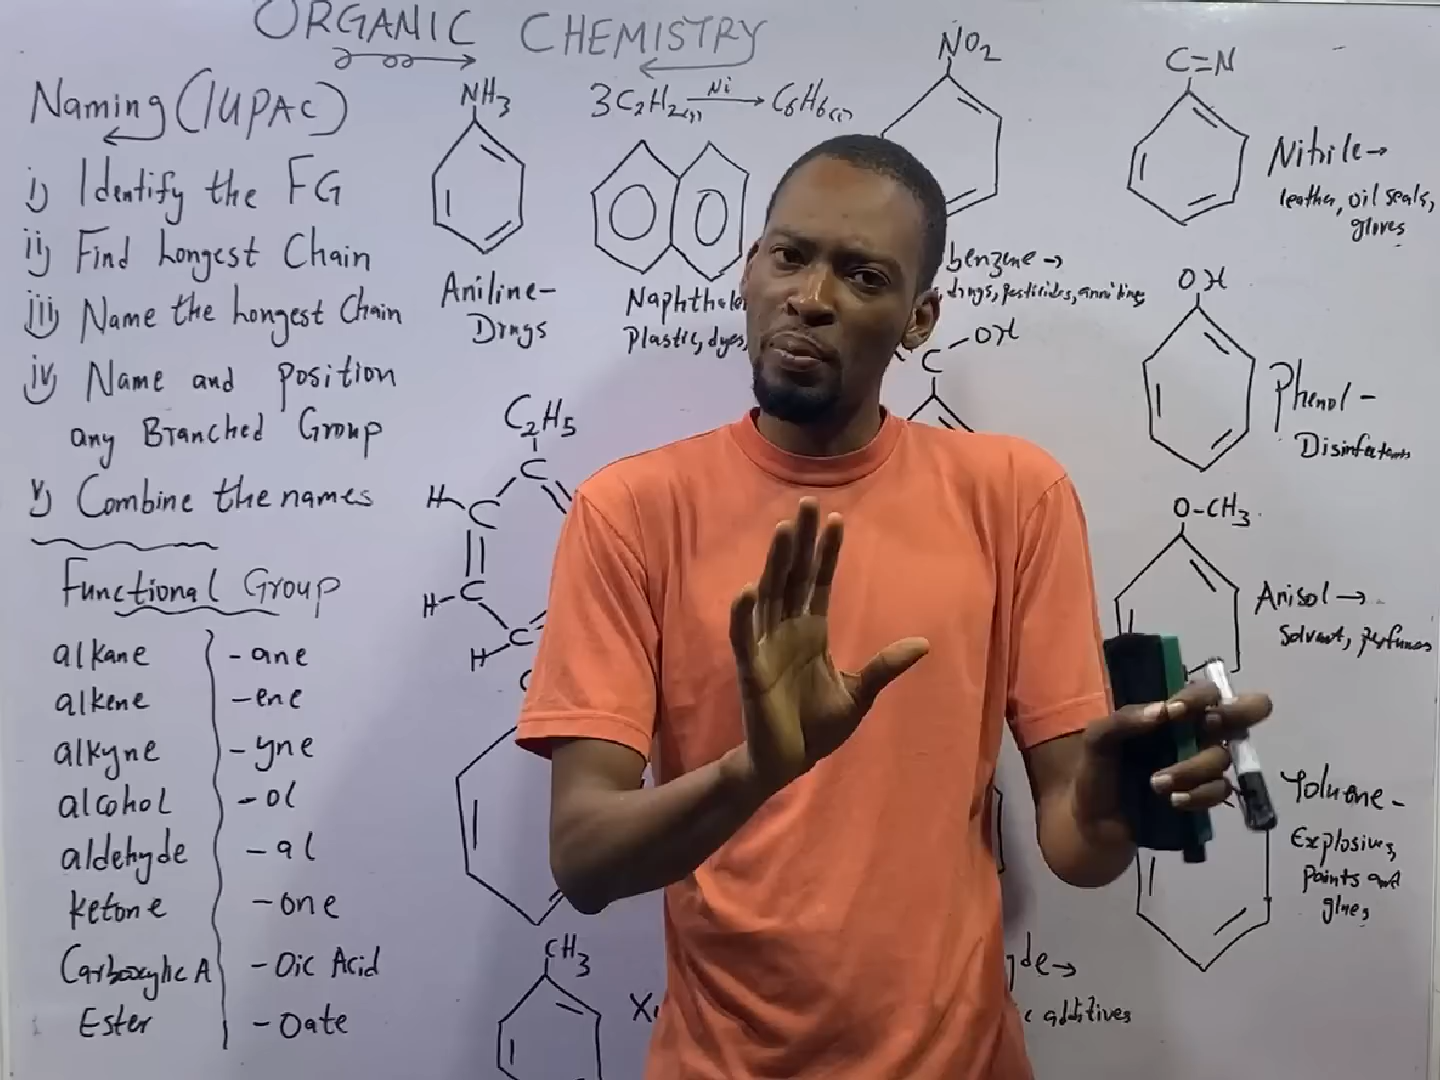 ORGANIC CHEMISTRY
Naming (IUPAC)
i) Identify the FG
ii) Find Longest Chain
iii) Name the Longest Chain
iv) Name and position
any Branched Group
v) Combine the names
Functional Group
alkane - ane
alkene - ene
alkyne - yne
alcohol - ol
aldehyde - al
ketone - one
Carboxylic A - Oic Acid
Ester - Oate
NH3
Aniline-
Drugs
3C2H2(g) Ni → C6H6(l)
Plastic, dyes,
C2H5
C
H C
H C
H C
CH3
NO2
benzene →
drugs, pesticides,
C-OH
C=N
Nitrile →
leather, oil seals,
gloves
OH
Phenol -
Disinfectants
O-CH3
Anisol →
Solvent, perfumes
Toluene -
Explosives,
paints and
glues
de →
additives